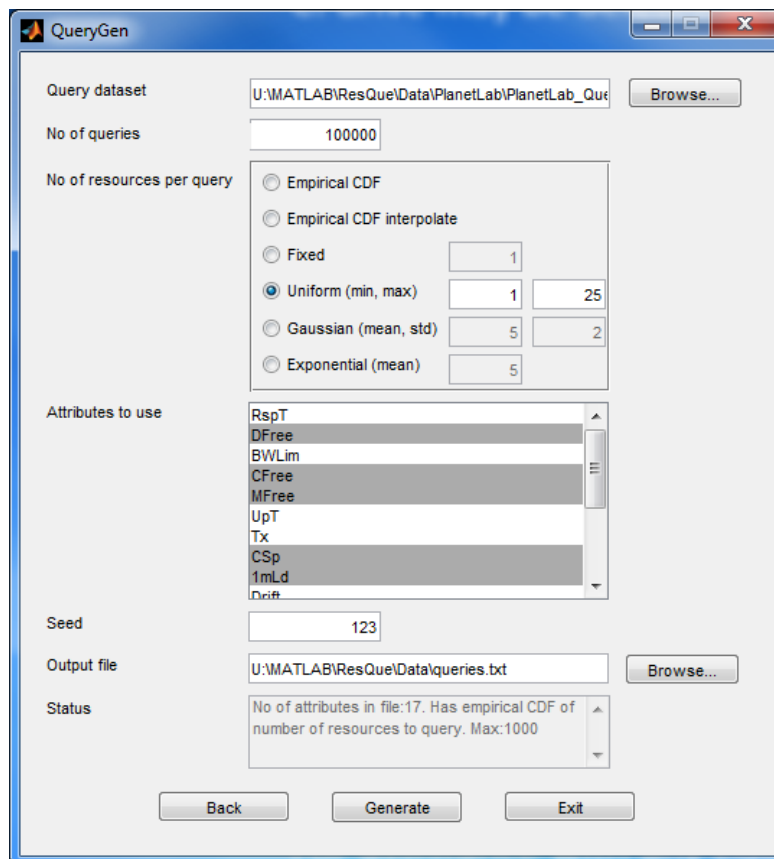 QueryGen
Query dataset U:\MATLAB\ResQue\Data\PlanetLab\PlanetLab_Que Browse...
No of queries 100000
No of resources per query
Empirical CDF
Empirical CDF interpolate
Fixed 1
Uniform (min, max) 1 25
Gaussian (mean, std) 5 2
Exponential (mean) 5
Attributes to use
RspT
DFree
BWLim
CFree
MFree
UpT
Tx
CSp
1mLd
Drift
Seed 123
Output file U:\MATLAB\ResQue\Data\queries.txt Browse...
Status
No of attributes in file:17. Has empirical CDF of
number of resources to query. Max:1000
Back Generate Exit